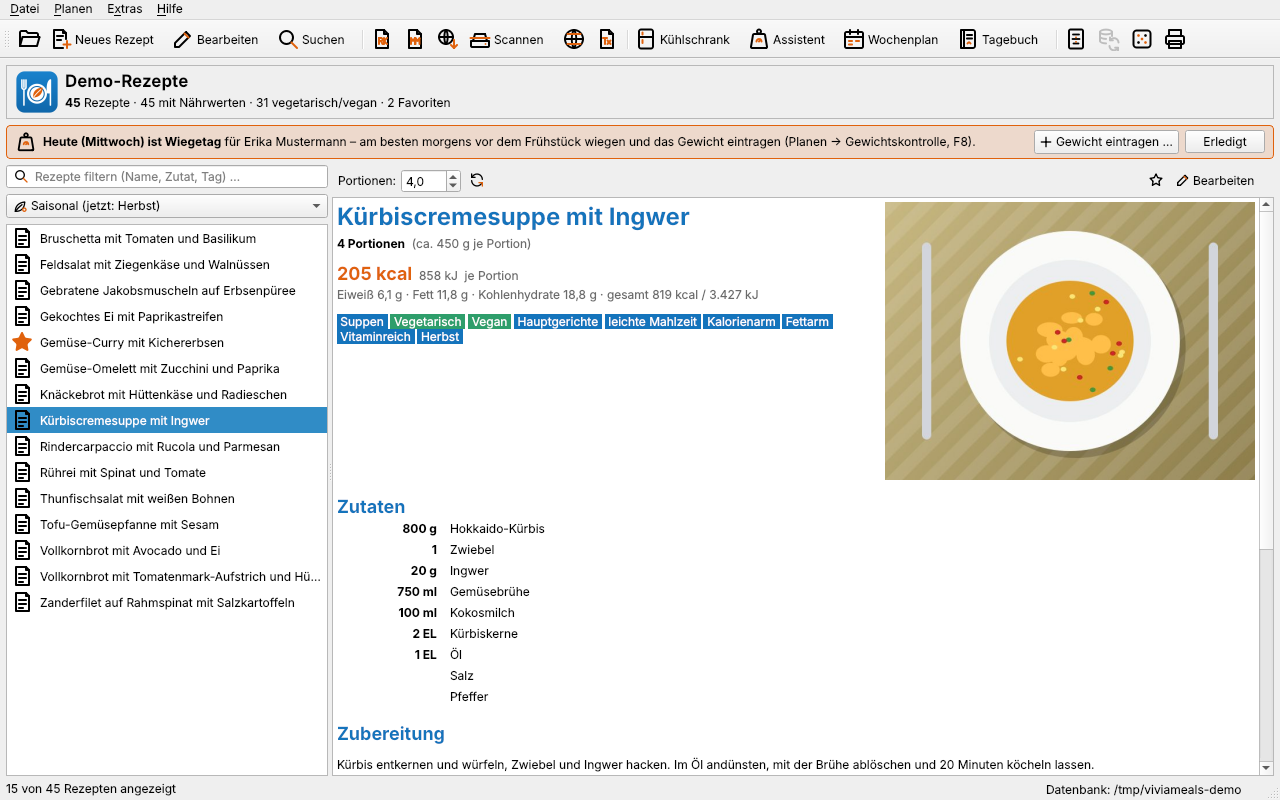 Datei Planen Extras Hilfe
Neues Rezept Bearbeiten Suchen Scannen Kühlschrank Assistent Wochenplan Tagebuch
Demo-Rezepte
45 Rezepte · 45 mit Nährwerten · 31 vegetarisch/vegan · 2 Favoriten
Heute (Mittwoch) ist Wiegetag für Erika Mustermann – am besten morgens vor dem Frühstück wiegen und das Gewicht eintragen (Planen → Gewichtskontrolle, F8).
Gewicht eintragen ... Erledigt
Rezepte filtern (Name, Zutat, Tag) ...
Saisonal (jetzt: Herbst)
Bruschetta mit Tomaten und Basilikum
Feldsalat mit Ziegenkäse und Walnüssen
Gebratene Jakobsmuscheln auf Erbsenpüree
Gekochtes Ei mit Paprikastreifen
Gemüse-Curry mit Kichererbsen
Gemüse-Omelett mit Zucchini und Paprika
Knäckebrot mit Hüttenkäse und Radieschen
Kürbiscremesuppe mit Ingwer
Rindercarpaccio mit Rucola und Parmesan
Rührei mit Spinat und Tomate
Thunfischsalat mit weißen Bohnen
Tofu-Gemüsepfanne mit Sesam
Vollkornbrot mit Avocado und Ei
Vollkornbrot mit Tomatenmark-Aufstrich und Hü...
Zanderfilet auf Rahmspinat mit Salzkartoffeln
Portionen: 4,0
Bearbeiten
Kürbiscremesuppe mit Ingwer
4 Portionen (ca. 450 g je Portion)
205 kcal 858 kJ je Portion
Eiweiß 6,1 g · Fett 11,8 g · Kohlenhydrate 18,8 g · gesamt 819 kcal / 3.427 kJ
Suppen Vegetarisch Vegan Hauptgerichte leichte Mahlzeit Kalorienarm Fettarm
Vitaminreich Herbst
Zutaten
800 g Hokkaido-Kürbis
1 Zwiebel
20 g Ingwer
750 ml Gemüsebrühe
100 ml Kokosmilch
2 EL Kürbiskerne
1 EL Öl
Salz
Pfeffer
Zubereitung
Kürbis entkernen und würfeln, Zwiebel und Ingwer hacken. Im Öl andünsten, mit der Brühe ablöschen und 20 Minuten köcheln lassen.
15 von 45 Rezepten angezeigt
Datenbank: /tmp/viviameals-demo